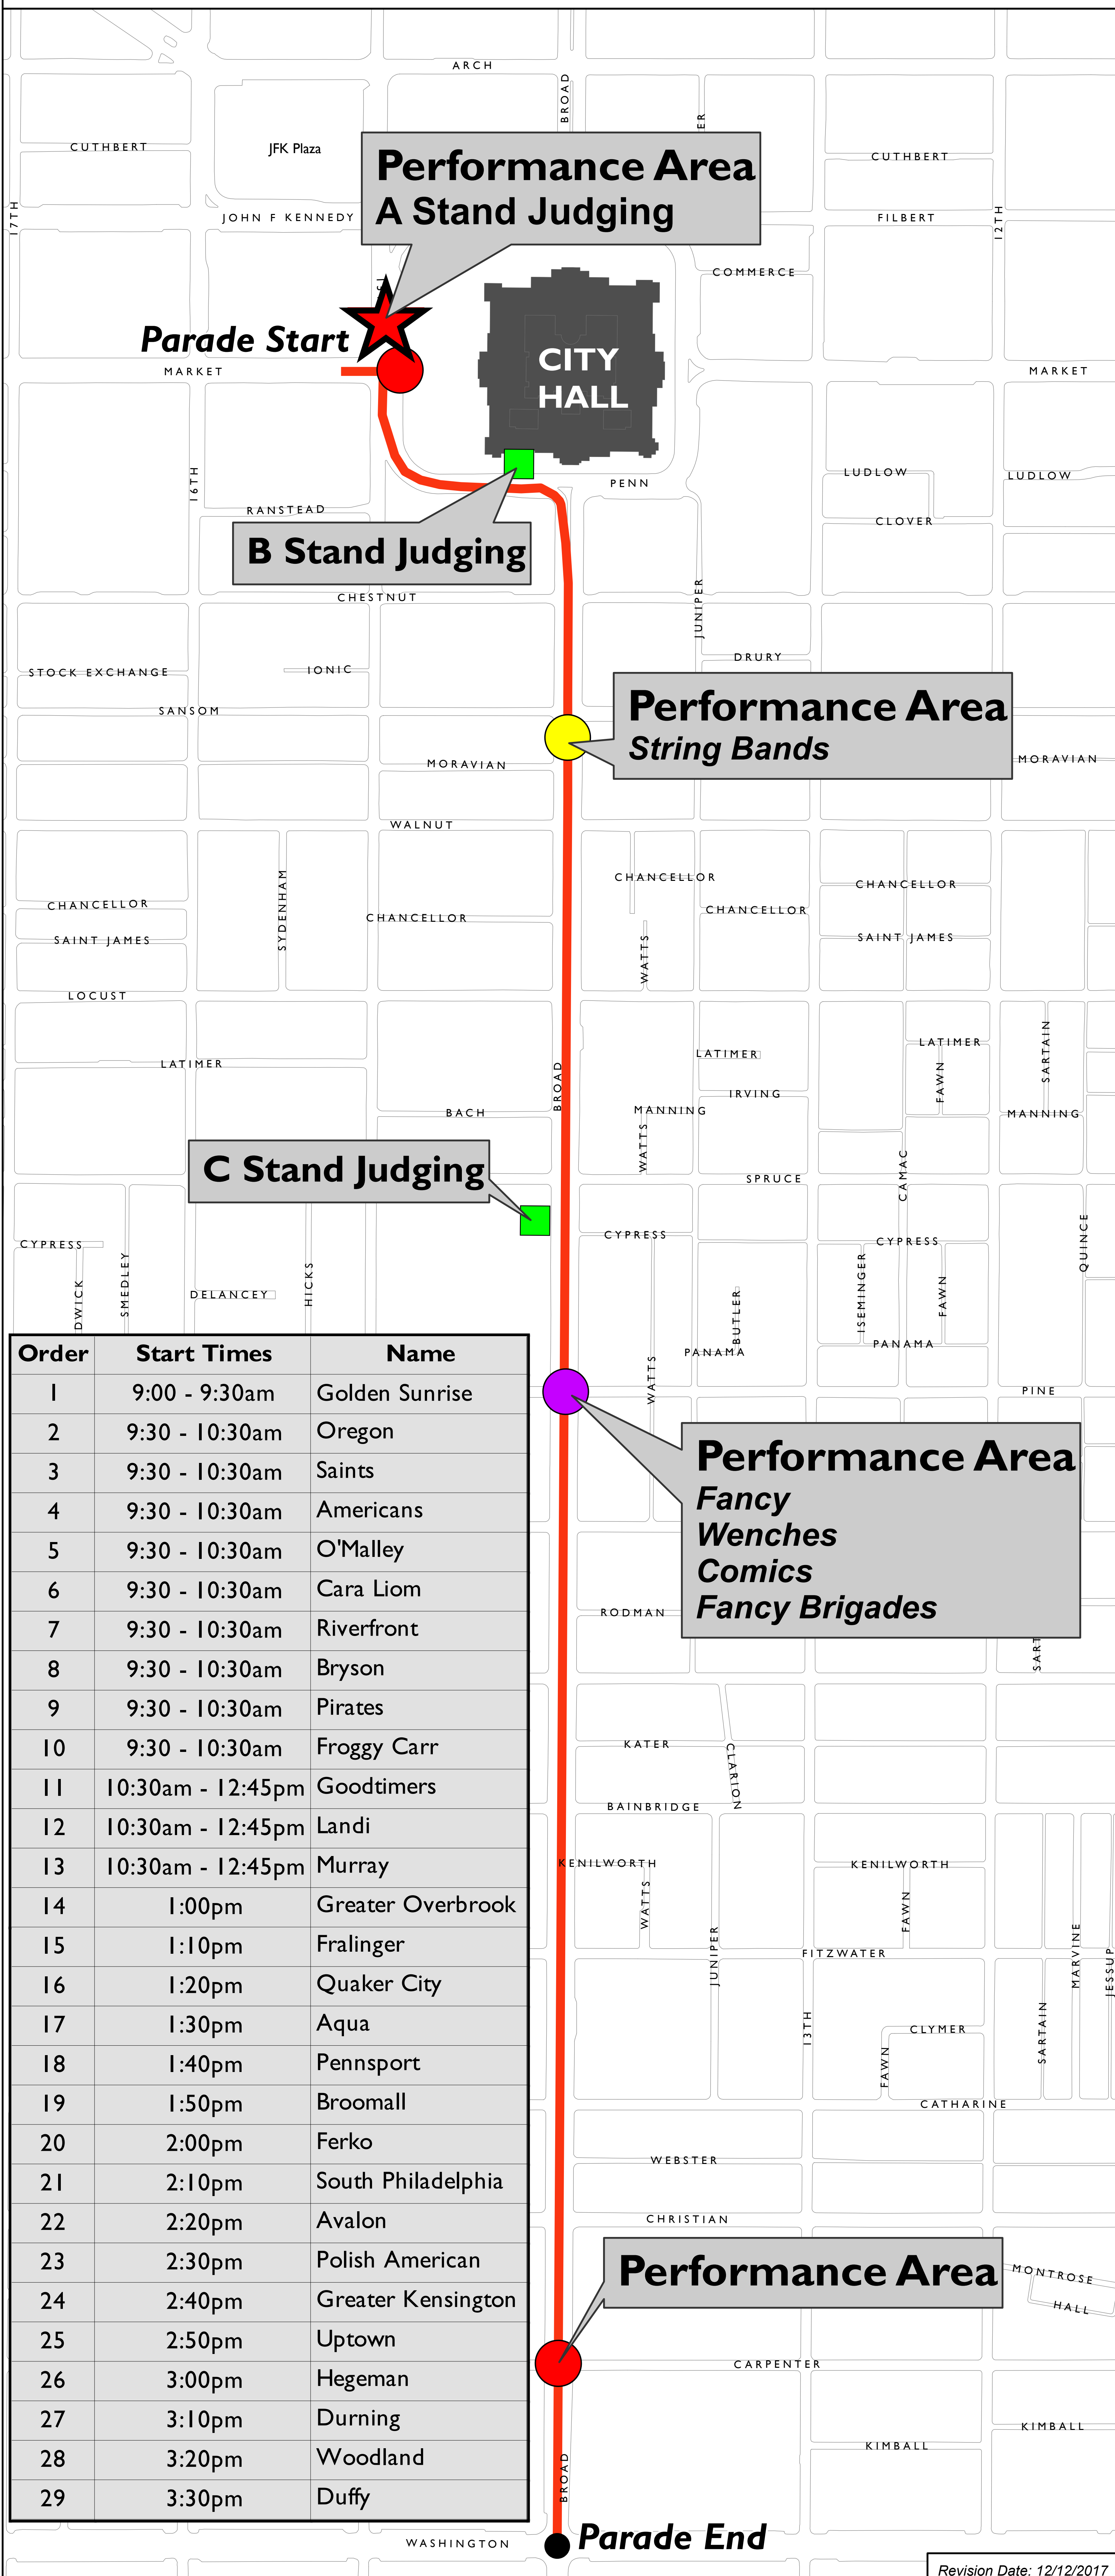 ARCH
BROAD
ER
CUTHBERT
JFK Plaza
CUTHBERT
Performance Area
A Stand Judging
17TH
JOHN F KENNEDY
FILBERT
12TH
COMMERCE
Parade Start
CITY
HALL
MARKET
MARKET
16TH
PENN
LUDLOW
LUDLOW
RANSTEAD
CLOVER
B Stand Judging
CHESTNUT
JUNIPER
DRURY
STOCK EXCHANGE
IONIC
SANSOM
Performance Area
String Bands
MORAVIAN
MORAVIAN
WALNUT
CHANCELLOR
SYDENHAM
CHANCELLOR
CHANCELLOR
CHANCELLOR
CHANCELLOR
SAINT JAMES
WATTS
SAINT JAMES
LOCUST
LATIMER
BROAD
LATIMER
LATIMER
SARTAIN
FAWN
IRVING
BACH
MANNING
MANNING
WATTS
C Stand Judging
SPRUCE
CAMAC
CYPRESS
CYPRESS
CYPRESS
QUINCE
DWICK
SMEDLEY
DELANCEY
HICKS
BUTLER
ISEMINGER
FAWN
PANAMA
PANAMA
WATTS
PINE
Performance Area
Fancy
Wenches
Comics
Fancy Brigades
RODMAN
SART
KATER
CLARION
BAINBRIDGE
KENILWORTH
KENILWORTH
WATTS
FAWN
JUNIPER
FITZWATER
MARVINE
JESSUP
13TH
CLYMER
SARTAIN
FAWN
CATHARINE
WEBSTER
CHRISTIAN
Performance Area
MONTROSE
HALL
CARPENTER
KIMBALL
KIMBALL
BROAD
Order Start Times Name
1 9:00 - 9:30am Golden Sunrise
2 9:30 - 10:30am Oregon
3 9:30 - 10:30am Saints
4 9:30 - 10:30am Americans
5 9:30 - 10:30am O'Malley
6 9:30 - 10:30am Cara Liom
7 9:30 - 10:30am Riverfront
8 9:30 - 10:30am Bryson
9 9:30 - 10:30am Pirates
10 9:30 - 10:30am Froggy Carr
11 10:30am - 12:45pm Goodtimers
12 10:30am - 12:45pm Landi
13 10:30am - 12:45pm Murray
14 1:00pm Greater Overbrook
15 1:10pm Fralinger
16 1:20pm Quaker City
17 1:30pm Aqua
18 1:40pm Pennsport
19 1:50pm Broomall
20 2:00pm Ferko
21 2:10pm South Philadelphia
22 2:20pm Avalon
23 2:30pm Polish American
24 2:40pm Greater Kensington
25 2:50pm Uptown
26 3:00pm Hegeman
27 3:10pm Durning
28 3:20pm Woodland
29 3:30pm Duffy
WASHINGTON
Parade End
Revision Date: 12/12/2017